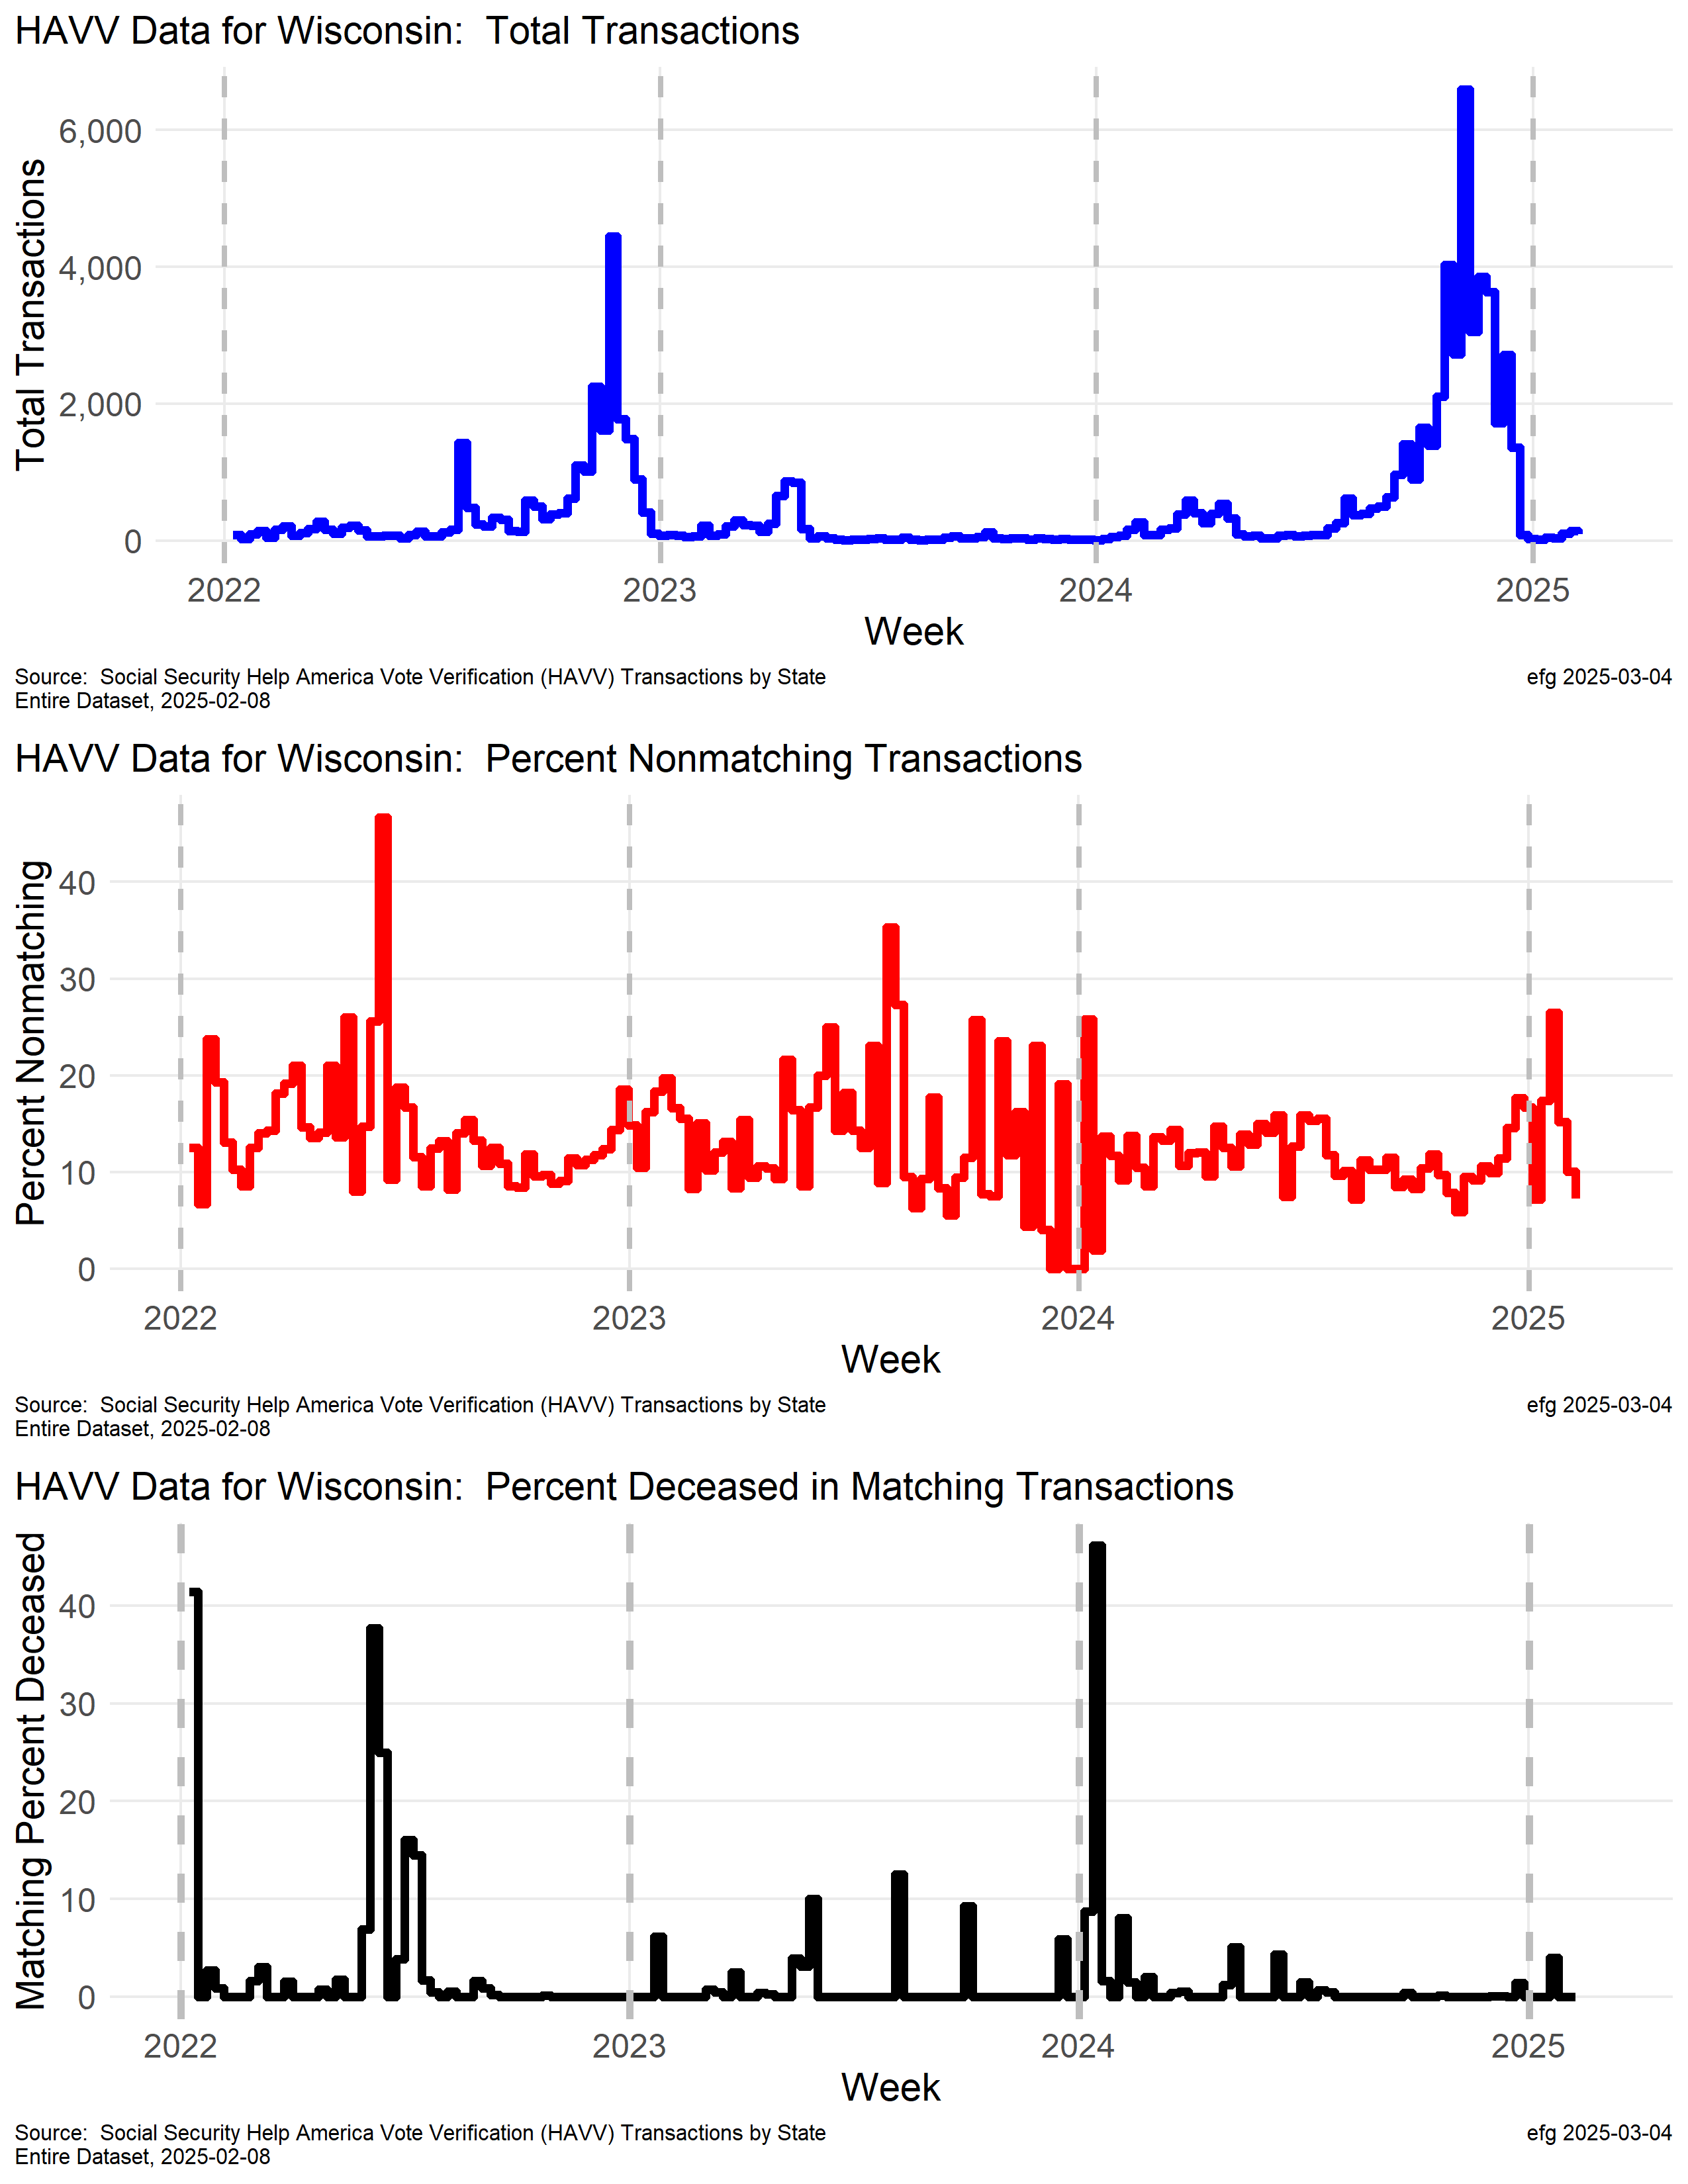 HAVV Data for Wisconsin:  Total Transactions
Total Transactions
6,000
4,000
2,000
0
2022 2023 2024 2025
Week
Source:  Social Security Help America Vote Verification (HAVV) Transactions by State efg 2025-03-04
Entire Dataset, 2025-02-08
HAVV Data for Wisconsin:  Percent Nonmatching Transactions
Percent Nonmatching
40
30
20
10
0
2022 2023 2024 2025
Week
Source:  Social Security Help America Vote Verification (HAVV) Transactions by State efg 2025-03-04
Entire Dataset, 2025-02-08
HAVV Data for Wisconsin:  Percent Deceased in Matching Transactions
Matching Percent Deceased
40
30
20
10
0
2022 2023 2024 2025
Week
Source:  Social Security Help America Vote Verification (HAVV) Transactions by State efg 2025-03-04
Entire Dataset, 2025-02-08